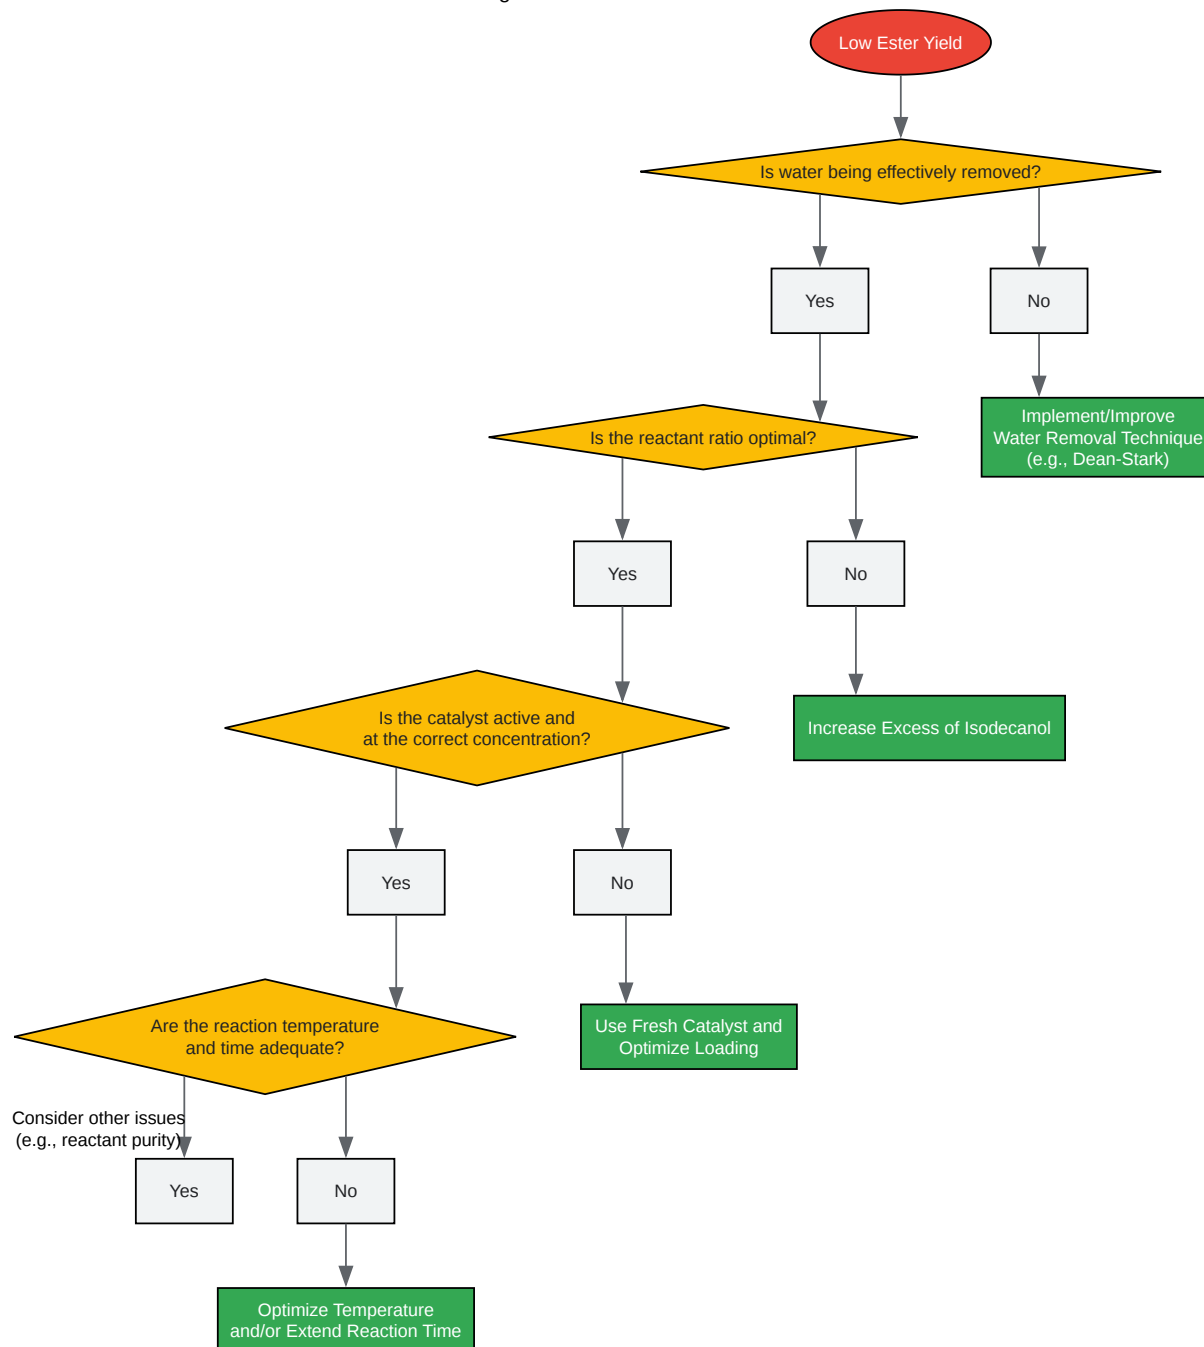 Low Ester Yield
Is water being effectively removed?
Yes
No
Implement/Improve
Water Removal Technique
(e.g., Dean-Stark)
Is the reactant ratio optimal?
Yes
No
Increase Excess of Isodecanol
Is the catalyst active and
at the correct concentration?
Yes
No
Use Fresh Catalyst and
Optimize Loading
Are the reaction temperature
and time adequate?
Consider other issues
(e.g., reactant purity)
Yes
No
Optimize Temperature
and/or Extend Reaction Time